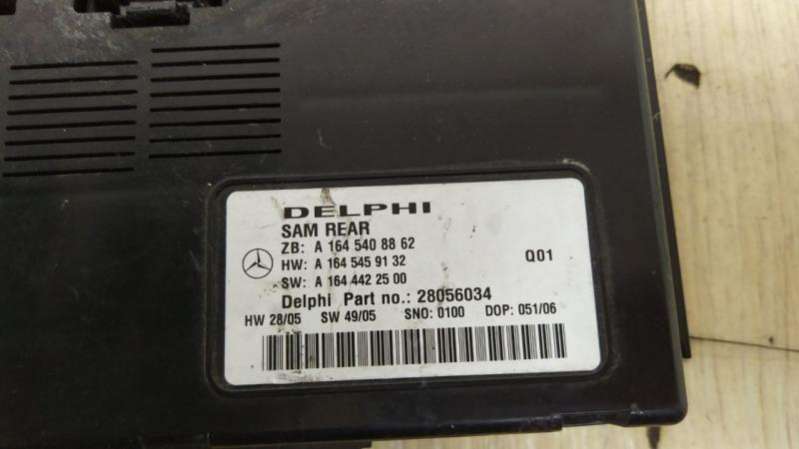 DELPHI
SAM REAR
ZB: A 164 540 88 62
HW: A 164 545 91 32
Q01
SW: A 164 442 25 00
Delphi Part no.: 28056034
HW 28/05 SW 49/05 SNO: 0100 DOP: 051/06